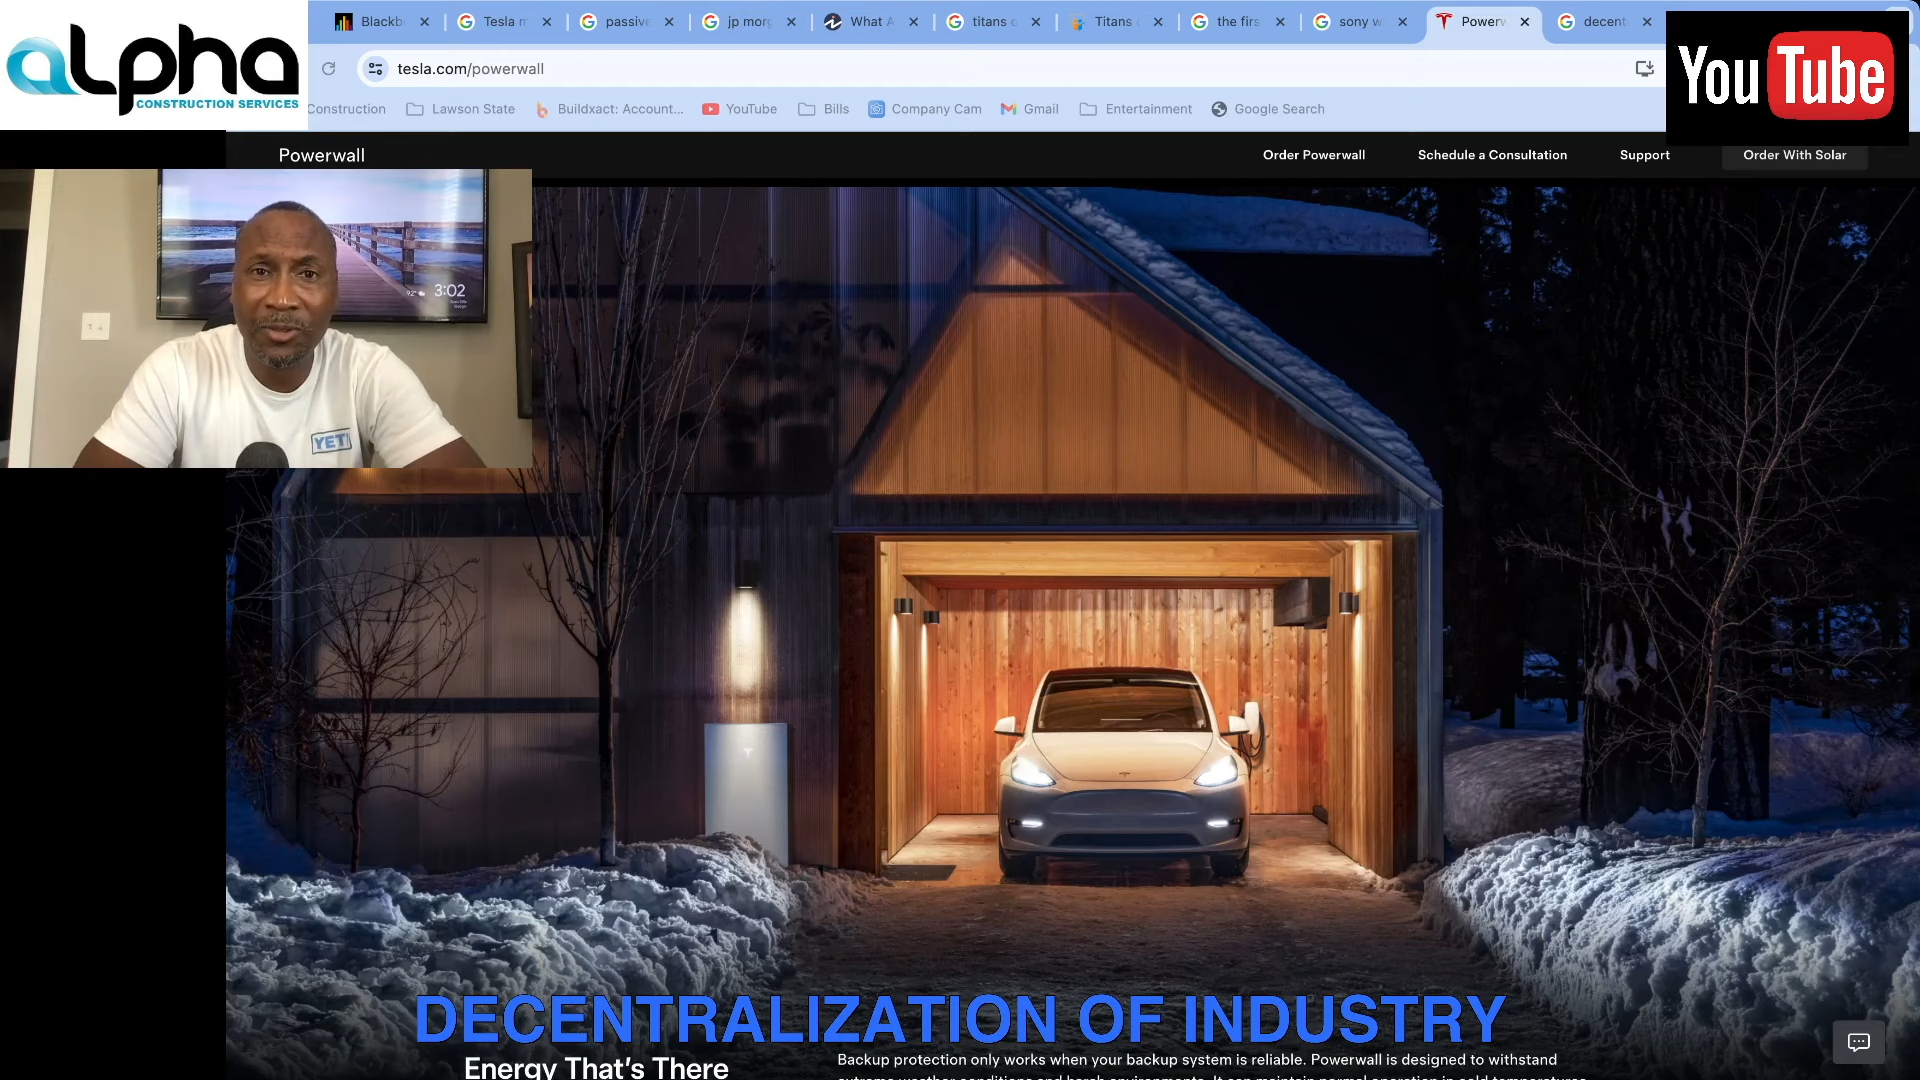 aLpha
CONSTRUCTION SERVICES
Blackb
Tesla m
passive
jp morg
What A
titans o
Titans
the firs
sony w
Powerw
decent
tesla.com/powerwall
YouTube
Construction
Lawson State
Buildxact: Account...
YouTube
Bills
Company Cam
Gmail
Entertainment
Google Search
Powerwall
Order Powerwall
Schedule a Consultation
Support
Order With Solar
92°
3:02
YETI
DECENTRALIZATION OF INDUSTRY
Energy That's There
Backup protection only works when your backup system is reliable. Powerwall is designed to withstand